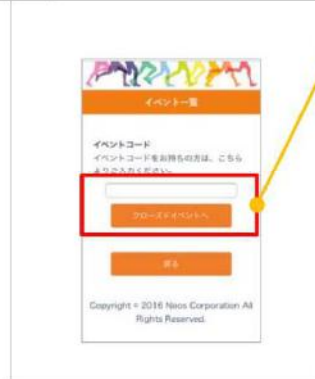 イベント一覧
イベントコード
イベントコードをお持ちの方は、こちら
よりご入力ください。
クローズドイベントへ
戻る
Copyright © 2016 Neos Corporation All
Rights Reserved.